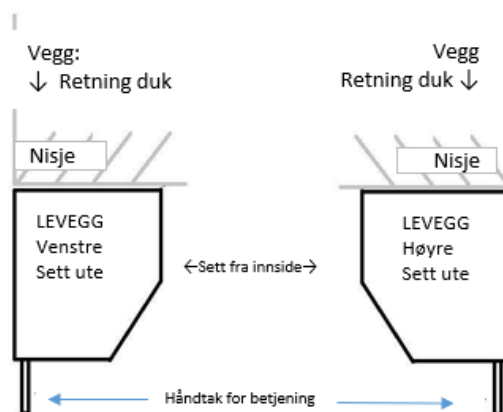 Vegg:
↓ Retning duk
Vegg
Retning duk ↓
Nisje
Nisje
LEVEGG
Venstre
Sett ute
←Sett fra innside→
LEVEGG
Høyre
Sett ute
Håndtak for betjening